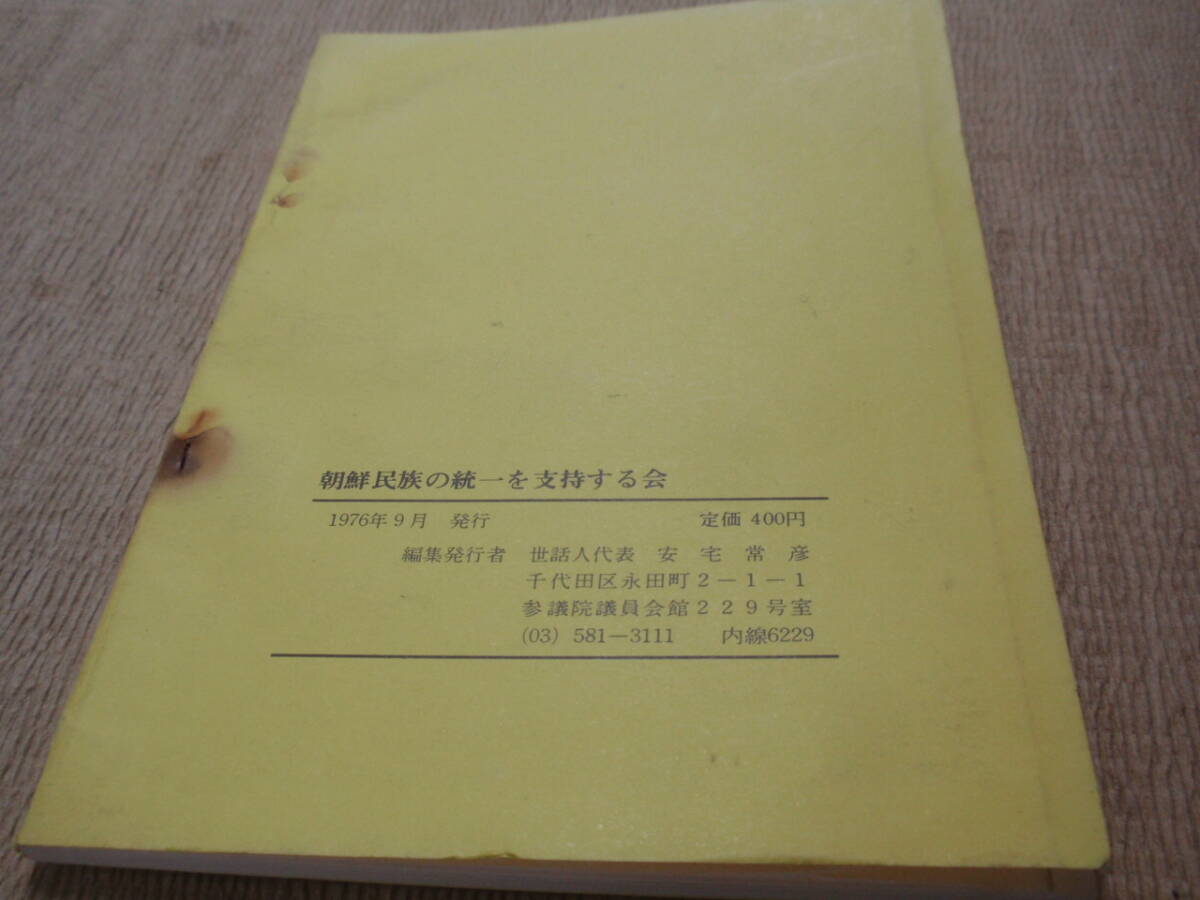 朝鮮民族の統一を支持する会
1976年9月 発行 定価 400円
編集発行者 世話人代表 安宅常彦
千代田区永田町2-1-1
参議院議員会館229号室
(03) 581-3111 内線6229